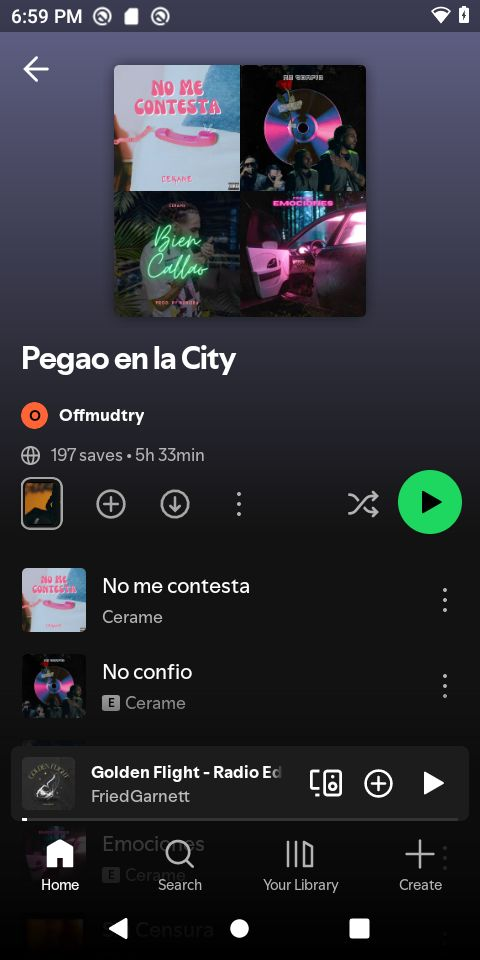 6:59 PM
NO ME
CONTESTA
CERAME
NO CONFIO
CERAME
Bien
Callao
EMOCIONES
Pegao en la City
O Offmudtry
197 saves • 5h 33min
No me contesta
Cerame
No confio
E Cerame
Golden Flight - Radio Ed
FriedGarnett
Emociones
E Cerame
Home
Search
Your Library
Create
Censura